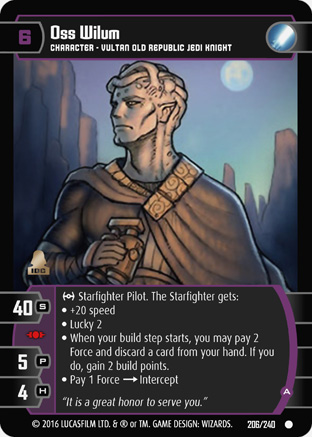 6 Oss Wilum
CHARACTER - VULTAN OLD REPUBLIC JEDI KNIGHT
40 S
Starfighter Pilot. The Starfighter gets:
• +20 speed
• Lucky 2
• When your build step starts, you may pay 2
Force and discard a card from your hand. If you
do, gain 2 build points.
5 P
• Pay 1 Force → Intercept
4 H
A
“It is a great honor to serve you.”
© 2016 LUCASFILM LTD. & ® or TM. GAME DESIGN: WIZARDS. 206/240